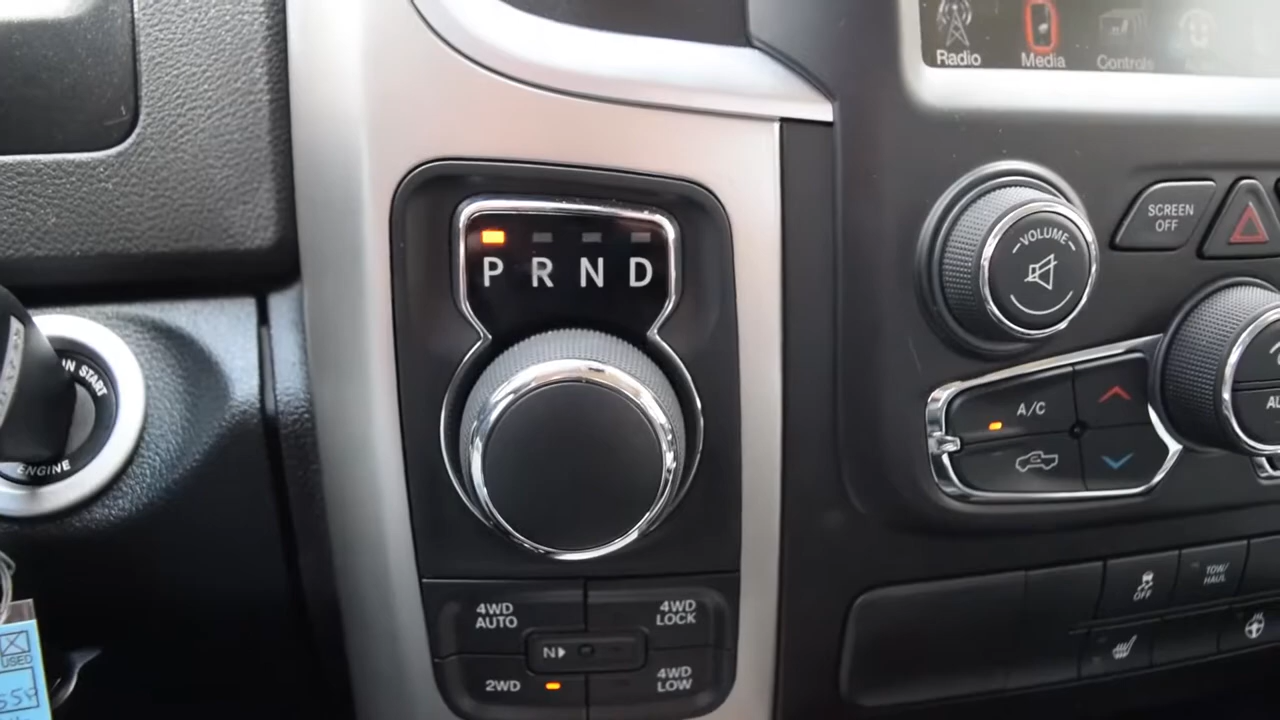 Radio
Media
Controls
P R N D
VOLUME
SCREEN
OFF
START
ENGINE
A/C
4WD
AUTO
4WD
LOCK
N
2WD
4WD
LOW
OFF
TOW/
HAUL
USED